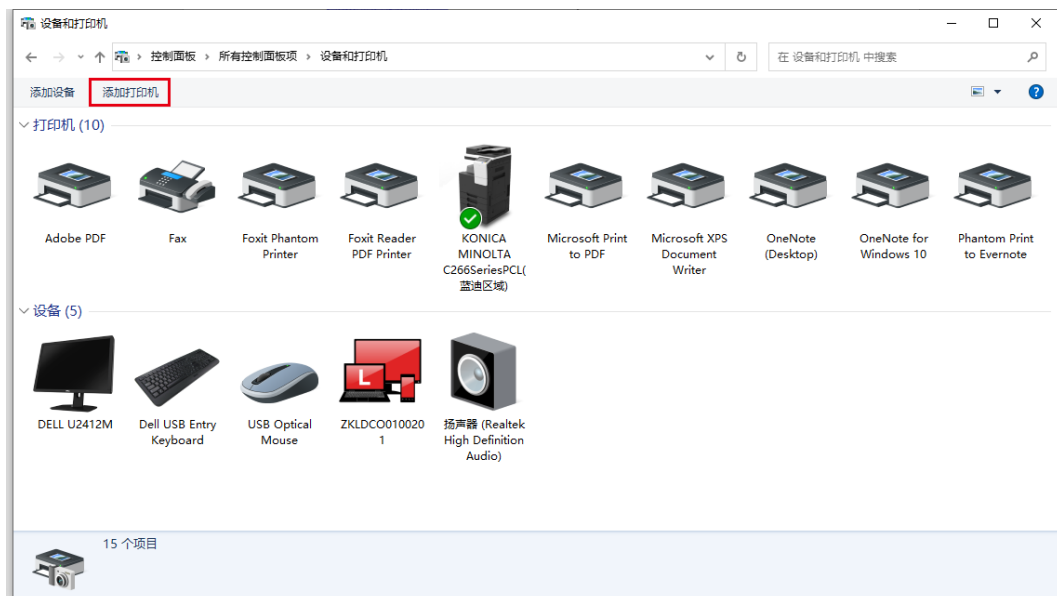 设备和打印机
控制面板 › 所有控制面板项 › 设备和打印机
在 设备和打印机 中搜索
添加设备 添加打印机
打印机 (10)
Adobe PDF
Fax
Foxit Phantom
Printer
Foxit Reader
PDF Printer
KONICA
MINOLTA
C266SeriesPCL(
蓝迪区域)
Microsoft Print
to PDF
Microsoft XPS
Document
Writer
OneNote
(Desktop)
OneNote for
Windows 10
Phantom Print
to Evernote
设备 (5)
DELL U2412M
Dell USB Entry
Keyboard
USB Optical
Mouse
L
ZKLDCO010020
1
扬声器 (Realtek
High Definition
Audio)
15 个项目